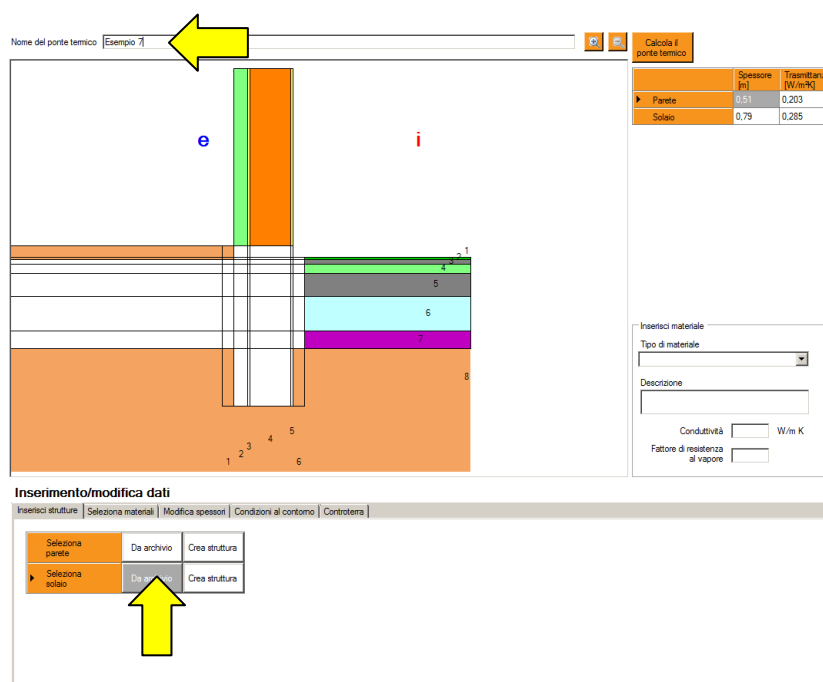 Nome del ponte termico Esempio 7
Calcola il
ponte termico
Spessore
[m]
Trasmittanz
[W/m²K]
Parete 0,51 0,203
Solaio 0,79 0,285
e
i
1
2
3
4
5
6
7
8
1
2
3
4
5
6
Inserisci materiale
Tipo di materiale
Descrizione
Conduttività W/m K
Fattore di resistenza
al vapore
Inserimento/modifica dati
Inserisci strutture Seleziona materiali Modifica spessori Condizioni al contorno Controterra
Seleziona
parete
Da archivio Crea struttura
Seleziona
solaio
Da archivio Crea struttura